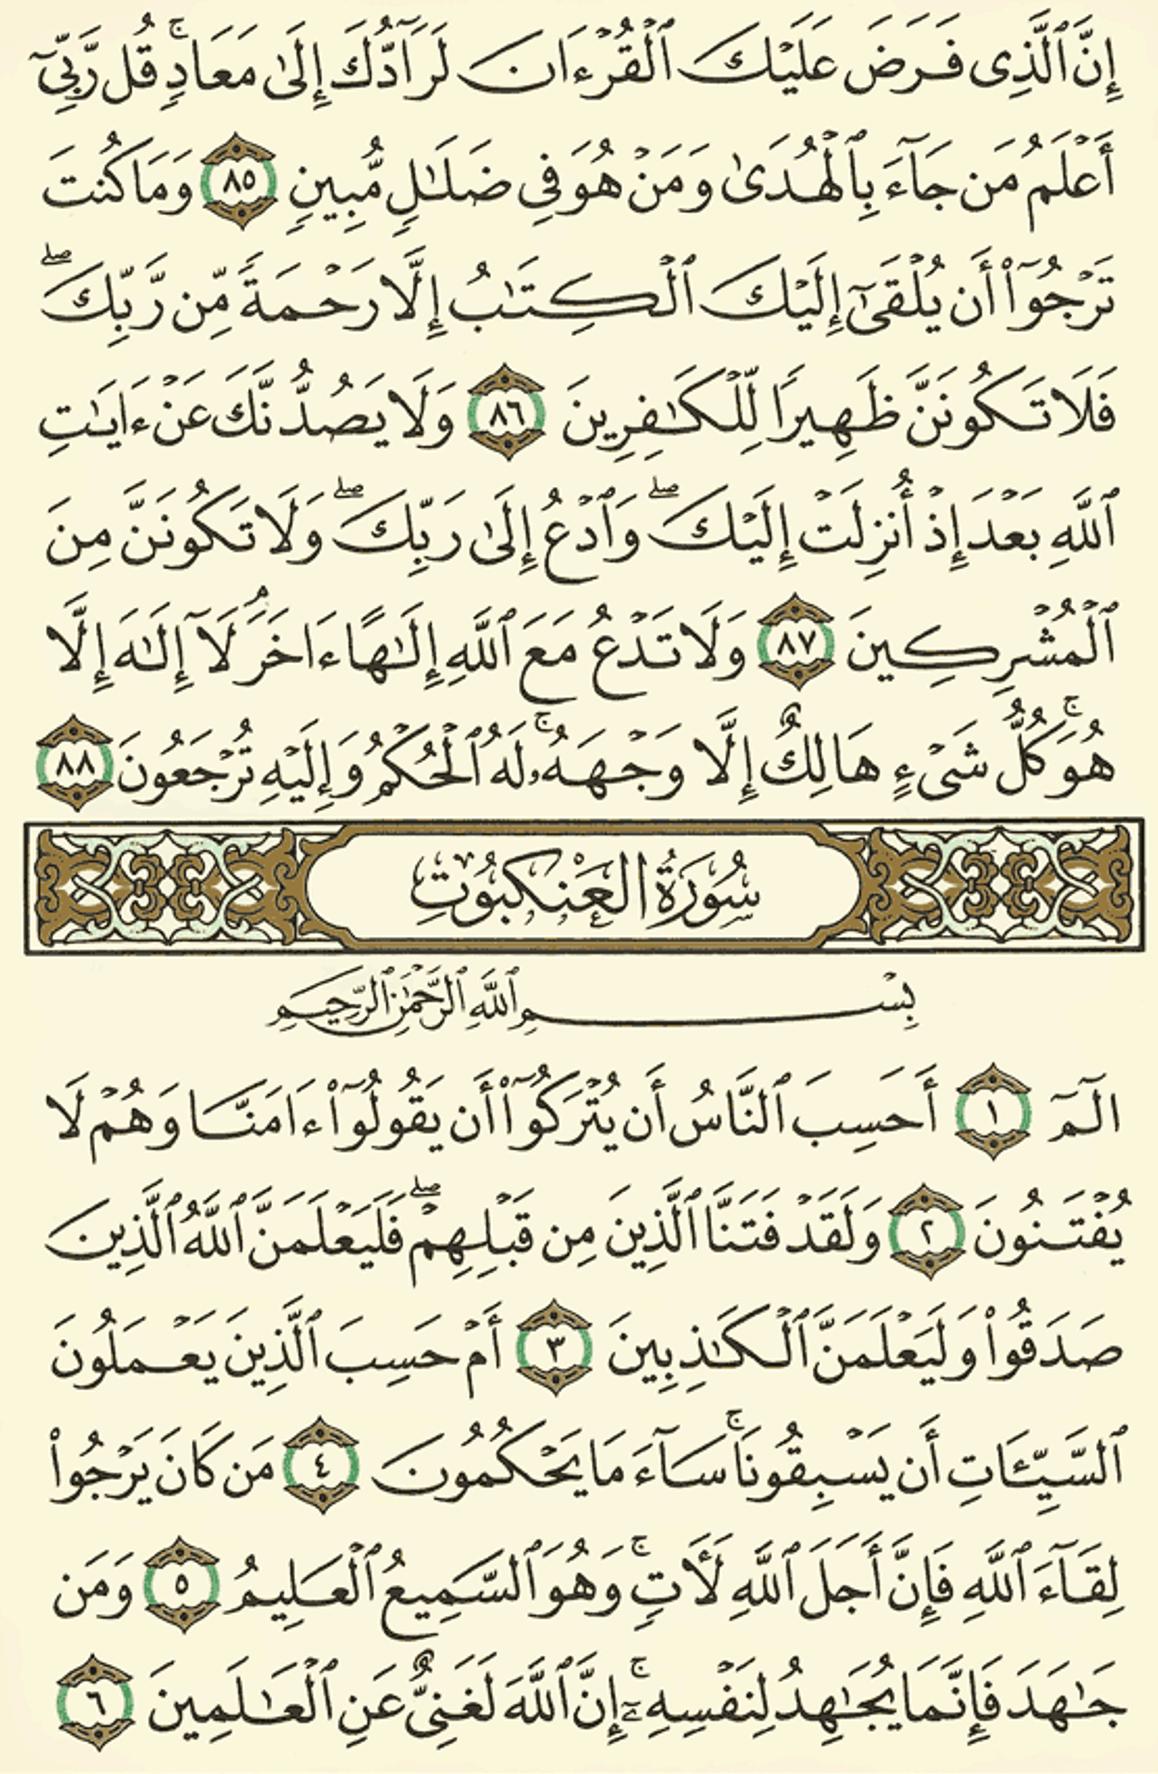 إِنَّ ٱلَّذِى فَرَضَ عَلَيْكَ ٱلْقُرْءَانَ لَرَآدُّكَ إِلَىٰ مَعَادٍۚ قُل رَّبِّىٓ
أَعْلَمُ مَن جَآءَ بِٱلْهُدَىٰ وَمَنْ هُوَ فِى ضَلَٰلٍ مُّبِينٍ ٨٥ وَمَا كُنتَ
تَرْجُوٓا۟ أَن يُلْقَىٰٓ إِلَيْكَ ٱلْكِتَٰبُ إِلَّا رَحْمَةً مِّن رَّبِّكَۖ
فَلَا تَكُونَنَّ ظَهِيرًا لِّلْكَٰفِرِينَ ٨٦ وَلَا يَصُدُّنَّكَ عَنْ ءَايَٰتِ
ٱللَّهِ بَعْدَ إِذْ أُنزِلَتْ إِلَيْكَۖ وَٱدْعُ إِلَىٰ رَبِّكَۖ وَلَا تَكُونَنَّ مِنَ
ٱلْمُشْرِكِينَ ٨٧ وَلَا تَدْعُ مَعَ ٱللَّهِ إِلَٰهًا ءَاخَرَۘ لَآ إِلَٰهَ إِلَّا
هُوَۚ كُلُّ شَىْءٍ هَالِكٌ إِلَّا وَجْهَهُۥۚ لَهُ ٱلْحُكْمُ وَإِلَيْهِ تُرْجَعُونَ ٨٨
سُورَةُ العَنْكَبُوتِ
بِسْمِ ٱللَّهِ ٱلرَّحْمَٰنِ ٱلرَّحِيمِ
الٓمٓ ١ أَحَسِبَ ٱلنَّاسُ أَن يُتْرَكُوٓا۟ أَن يَقُولُوٓا۟ ءَامَنَّا وَهُمْ لَا
يُفْتَنُونَ ٢ وَلَقَدْ فَتَنَّا ٱلَّذِينَ مِن قَبْلِهِمْۖ فَلَيَعْلَمَنَّ ٱللَّهُ ٱلَّذِينَ
صَدَقُوا۟ وَلَيَعْلَمَنَّ ٱلْكَٰذِبِينَ ٣ أَمْ حَسِبَ ٱلَّذِينَ يَعْمَلُونَ
ٱلسَّيِّـَٔاتِ أَن يَسْبِقُونَاۚ سَآءَ مَا يَحْكُمُونَ ٤ مَن كَانَ يَرْجُوا۟
لِقَآءَ ٱللَّهِ فَإِنَّ أَجَلَ ٱللَّهِ لَـَٔاتٍۚ وَهُوَ ٱلسَّمِيعُ ٱلْعَلِيمُ ٥ وَمَن
جَٰهَدَ فَإِنَّمَا يُجَٰهِدُ لِنَفْسِهِۦٓۚ إِنَّ ٱللَّهَ لَغَنِىٌّ عَنِ ٱلْعَٰلَمِينَ ٦